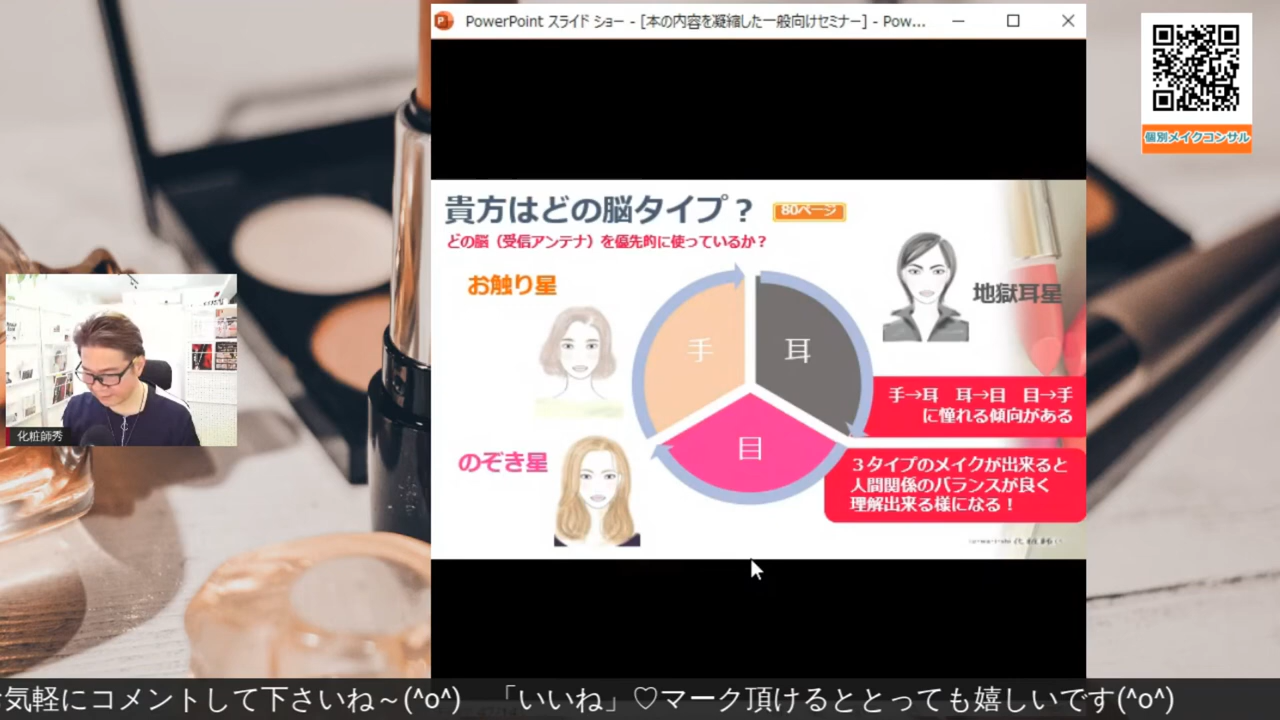 PowerPoint スライド ショー - [本の内容を凝縮した一般向けセミナー] - Pow...
個別メイクコンサル
貴方はどの脳タイプ？
80ページ
どの脳（受信アンテナ）を優先的に使っているか？
お触り星
地獄耳星
手
耳
手→耳　耳→目　目→手
に憧れる傾向がある
目
のぞき星
３タイプのメイクが出来ると
人間関係のバランスが良く
理解出来る様になる！
化粧師秀
気軽にコメントして下さいね～(^o^)　「いいね」♡マーク頂けるととっても嬉しいです(^o^)